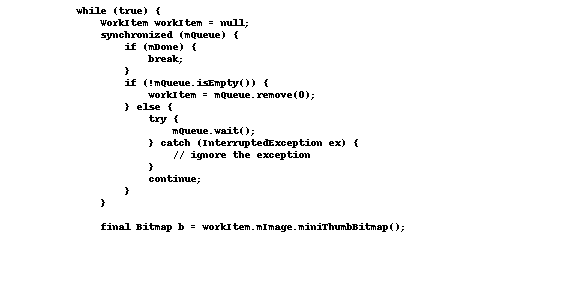 while (true) {
    WorkItem workItem = null;
    synchronized (mQueue) {
        if (mDone) {
            break;
        }
        if (!mQueue.isEmpty()) {
            workItem = mQueue.remove(0);
        } else {
            try {
                mQueue.wait();
            } catch (InterruptedException ex) {
                // ignore the exception
            }
            continue;
        }
    }
    final Bitmap b = workItem.mImage.miniThumbBitmap();